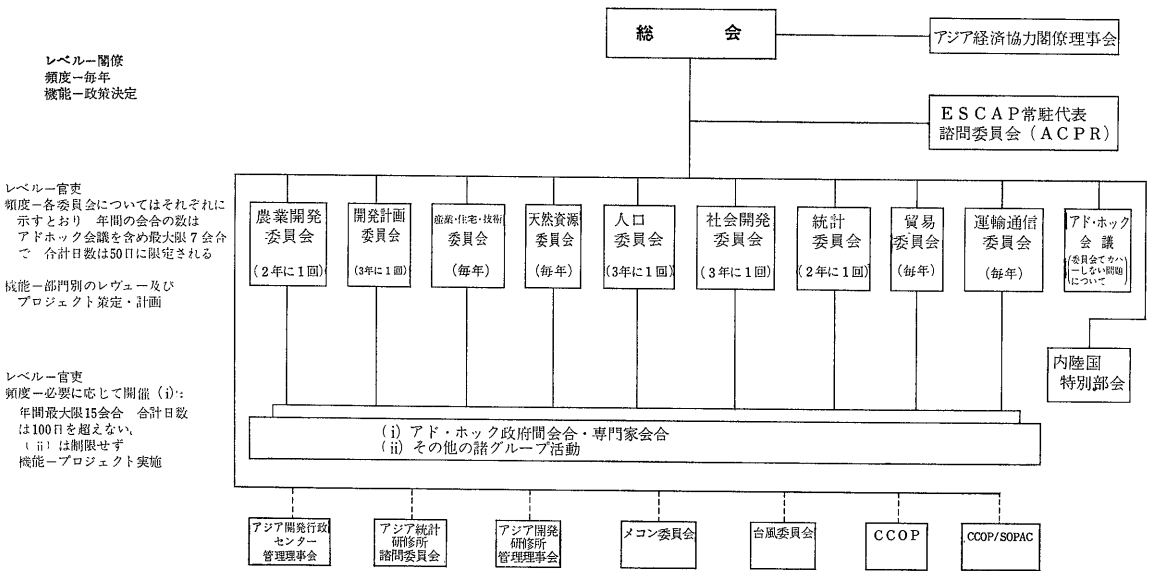 総 会
アジア経済協力閣僚理事会
レベル－閣僚
頻度－毎年
機能－政策決定
ESCAP常駐代表
諮問委員会（ACPR）
レベル－官吏
頻度－各委員会についてはそれぞれに
示すとおり 年間の会合の数は
アドホック会議を含め最大限7会合
で 合計日数は50日に限定される
機能－部門別のレヴュー及び
プロジェクト策定・計画
農業開発
委員会
（2年に1回）
開発計画
委員会
（3年に1回）
産業・住宅・技術
委員会
（毎年）
天然資源
委員会
（毎年）
人口
委員会
（3年に1回）
社会開発
委員会
（3年に1回）
統計
委員会
（2年に1回）
貿易
委員会
（毎年）
運輸通信
委員会
（毎年）
アド・ホック
会議
（委員会でカバ
ーしない問題
について）
内陸国
特別部会
レベル－官吏
頻度－必要に応じて開催 (i)は
年間最大限15会合 合計日数
は100日を超えない、
(ii) は制限せず
機能－プロジェクト実施
(i) アド・ホック政府間会合・専門家会合
(ii) その他の諸グループ活動
アジア開発行政
センター
管理理事会
アジア統計
研修所
諮問委員会
アジア開発
研修所
管理理事会
メコン委員会
台風委員会
CCOP
CCOP/SOPAC